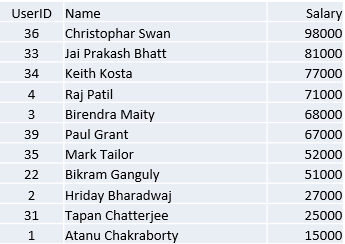 UserID Name Salary
36 Christophar Swan 98000
33 Jai Prakash Bhatt 81000
34 Keith Kosta 77000
4 Raj Patil 71000
3 Birendra Maity 68000
39 Paul Grant 67000
35 Mark Tailor 52000
22 Bikram Ganguly 51000
2 Hriday Bharadwaj 27000
31 Tapan Chatterjee 25000
1 Atanu Chakraborty 15000